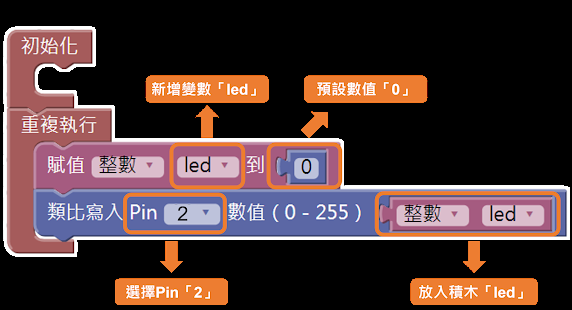 初始化
新增變數「led」
預設數值「0」
重複執行
賦值 整數 led 到 0
類比寫入 Pin 2 數值 ( 0 - 255 ) 整數 led
選擇Pin「2」
放入積木「led」